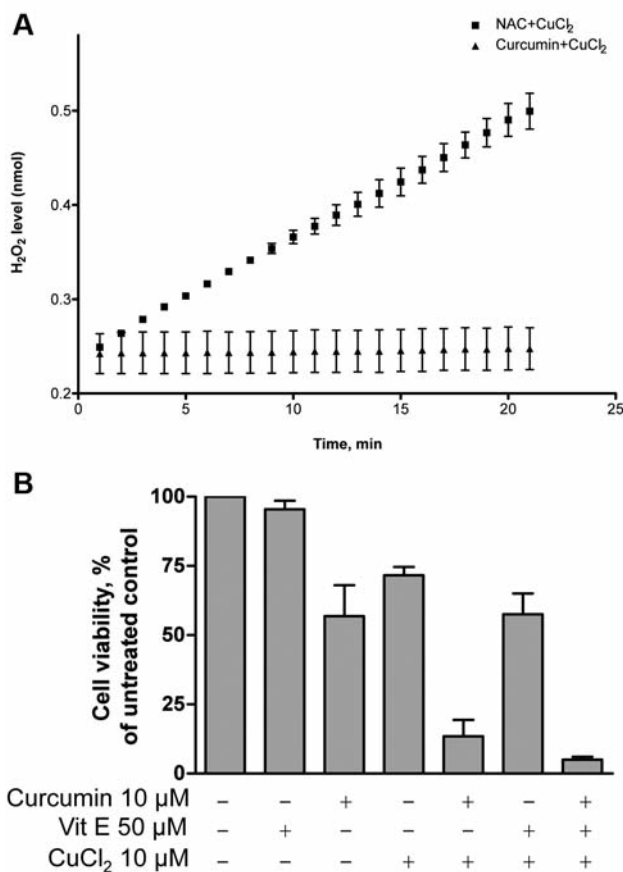 A
NAC+CuCl₂
Curcumin+CuCl₂
H₂O₂ level (nmol)
0.5
0.4
0.3
0.2
0 5 10 15 20 25
Time, min
B
Cell viability, %
of untreated control
100
75
50
25
0
Curcumin 10 µM − − + − + − +
Vit E 50 µM − + − − − + +
CuCl₂ 10 µM − − − + + + +